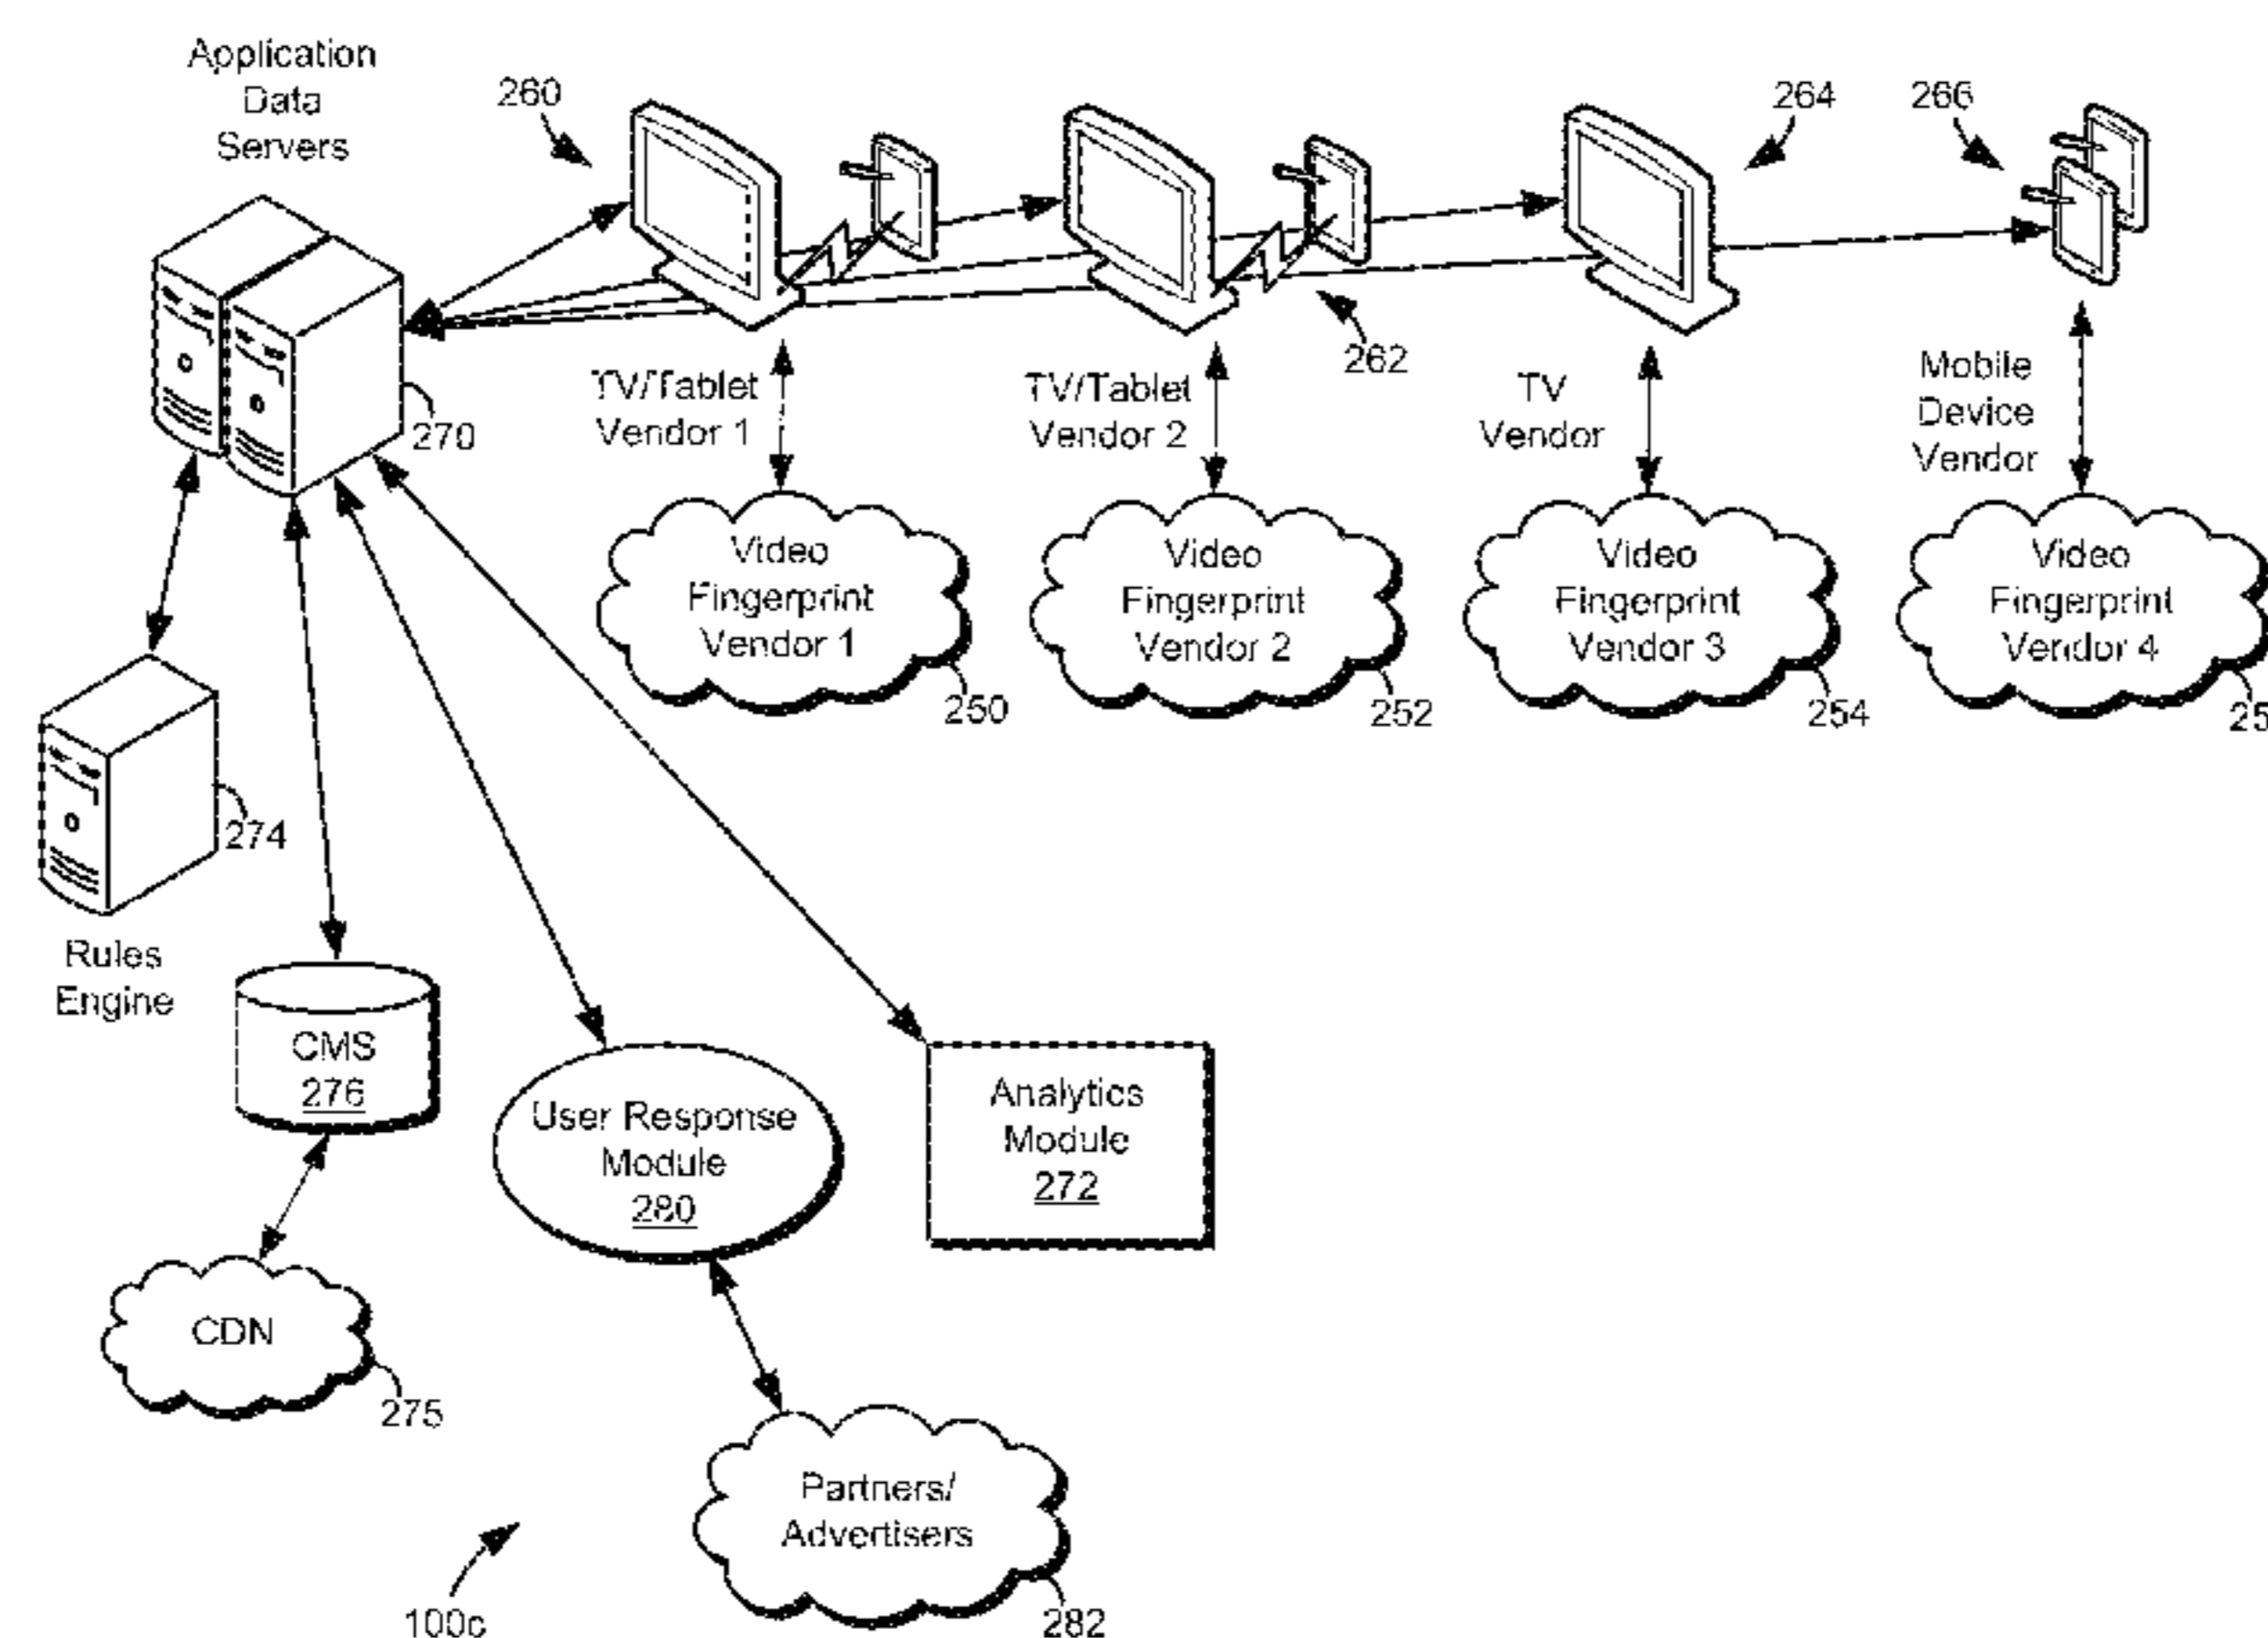 Application
Data
Servers
260
264
266
262
270
TV/Tablet
Vendor 1
TV/Tablet
Vendor 2
TV
Vendor
Mobile
Device
Vendor
Video
Fingerprint
Vendor 1
250
Video
Fingerprint
Vendor 2
252
Video
Fingerprint
Vendor 3
254
Video
Fingerprint
Vendor 4
25
274
Rules
Engine
CMS
276
User Response
Module
280
Analytics
Module
272
CDN
275
Partners/
Advertisers
282
100c